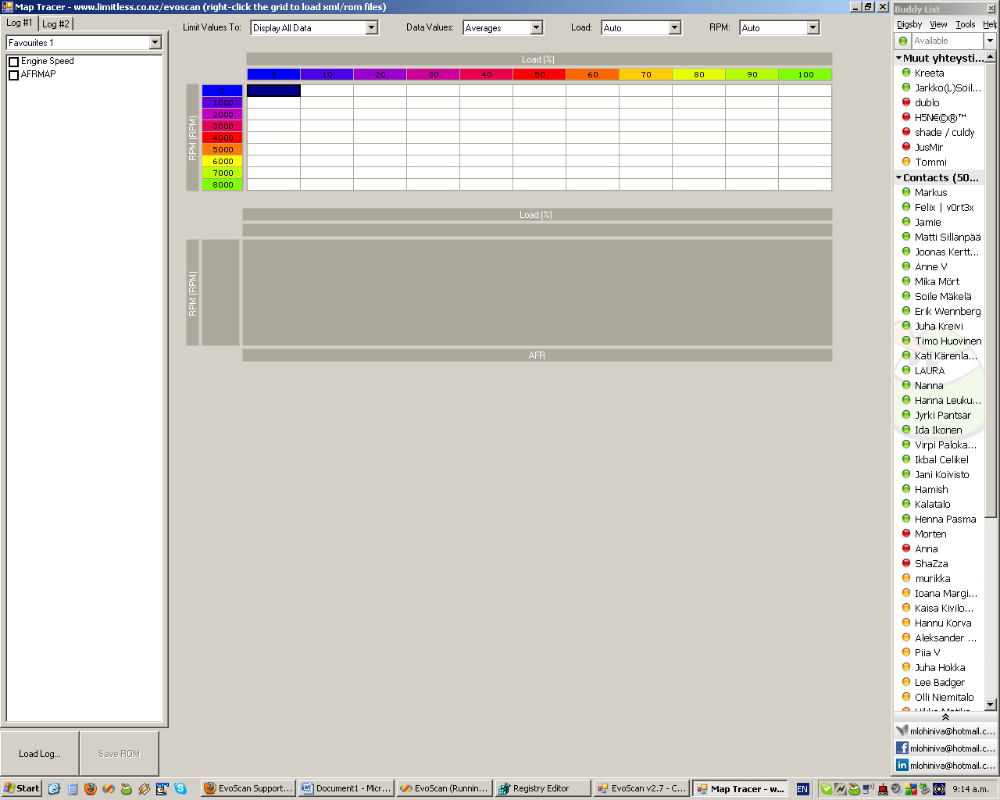 Map Tracer - www.limitless.co.nz/evoscan (right-click the grid to load xml/rom files)
Log #1
Log #2
Favourites 1
Engine Speed
AFRMAP
Load Log...
Save ROM
Limit Values To:
Display All Data
Data Values:
Averages
Load:
Auto
RPM:
Auto
Load (%)
0 10 20 30 40 50 60 70 80 90 100
RPM (RPM)
0
1000
2000
3000
4000
5000
6000
7000
8000
Load (%)
RPM (RPM)
AFR
Buddy List
Digsby View Tools Help
Available
Muut yhteysti...
Kreeta
Jarkko(L)Soil...
dublo
H5N€©®™
shade / culdy
JusMir
Tommi
Contacts (50...
Markus
Felix | v0rt3x
Jamie
Matti Sillanpää
Joonas Kertt...
Anne V
Mika Mört
Soile Mäkelä
Erik Wennberg
Juha Kreivi
Timo Huovinen
Kati Kärenla...
LAURA
Nanna
Hanna Leuku...
Jyrki Pantsar
Ida Ikonen
Virpi Paloka...
Ikbal Celikel
Jani Koivisto
Hamish
Kalatalo
Henna Pasma
Morten
Anna
ShaZza
murikka
Ioana Margi...
Kaisa Kivilo...
Hannu Korva
Aleksander ...
Piia V
Juha Hokka
Lee Badger
Olli Niemitalo
mlohiniva@hotmail.c...
mlohiniva@hotmail.c...
mlohiniva@hotmail.c...
Start
EvoScan Support...
Document1 - Micr...
EvoScan (Runnin...
Registry Editor
EvoScan v2.7 - C...
Map Tracer - w...
EN
9:14 a.m.